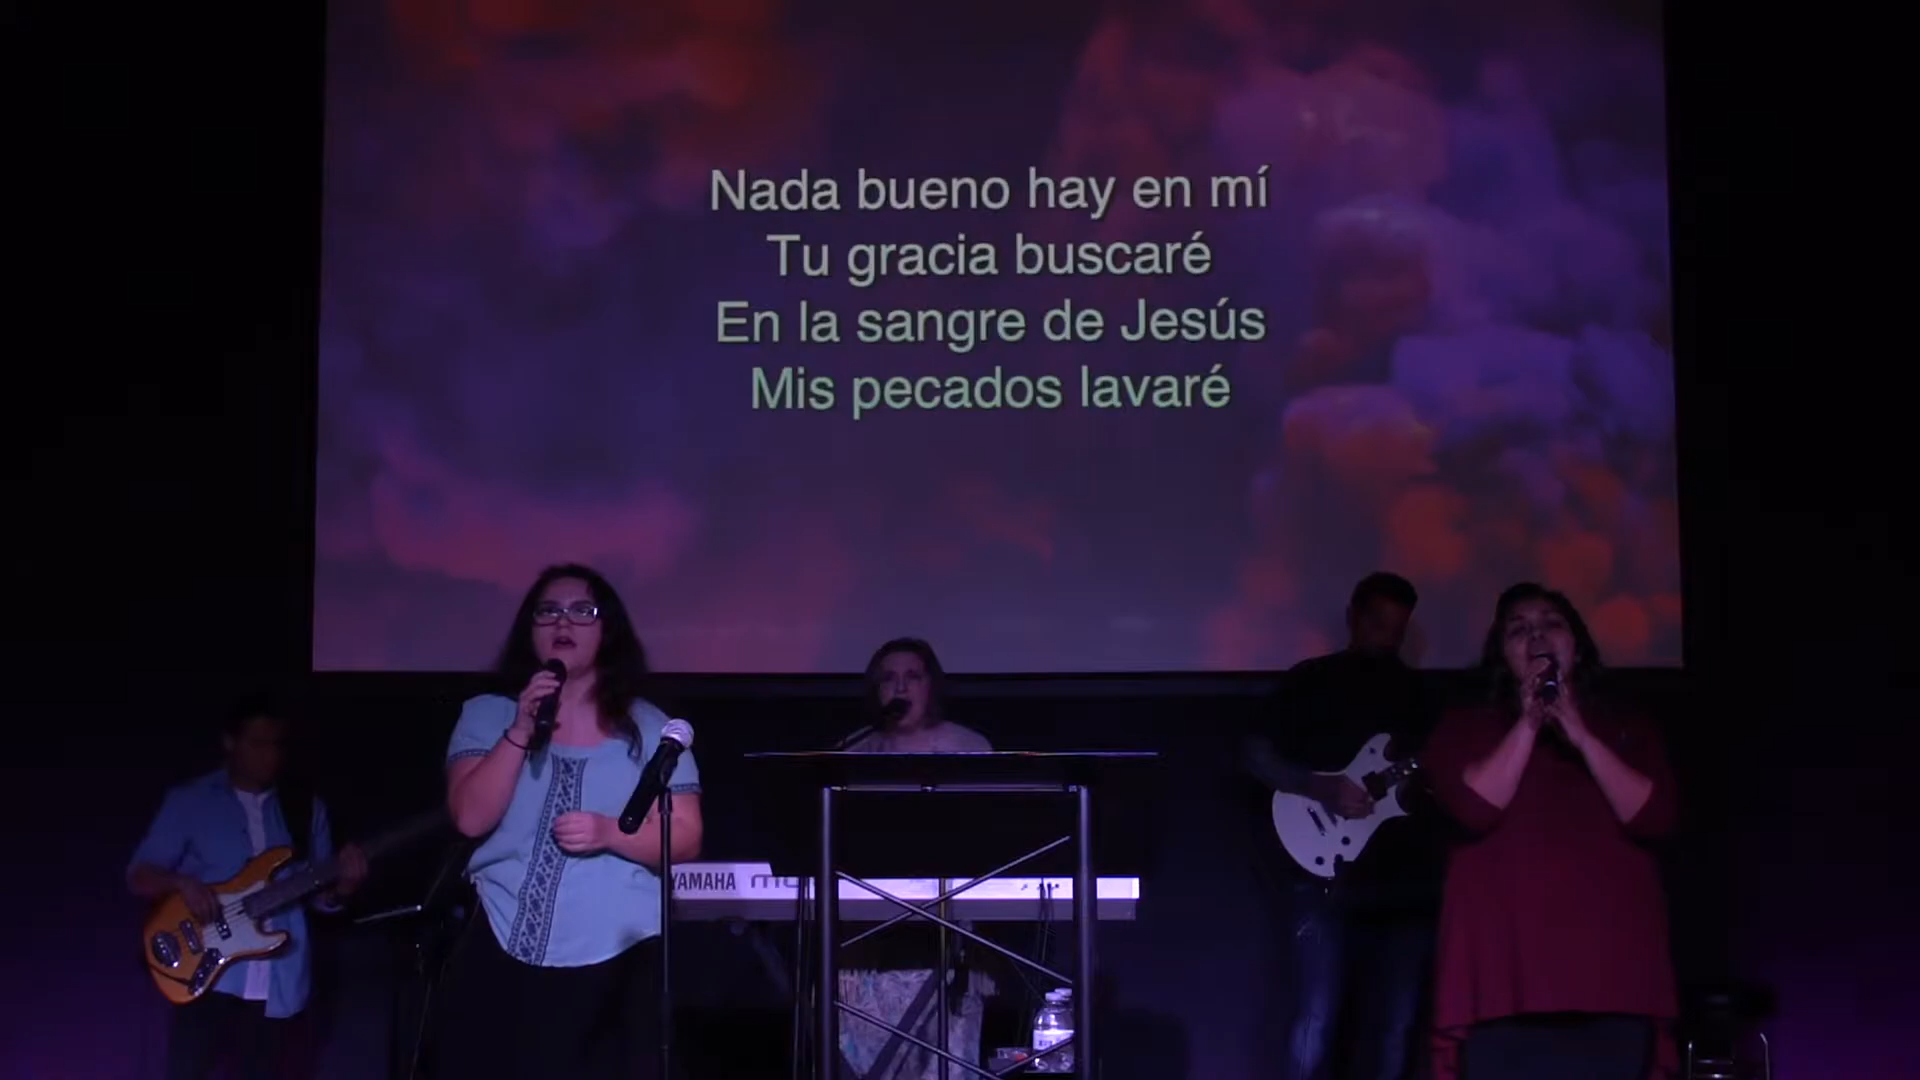 Nada bueno hay en mí
Tu gracia buscaré
En la sangre de Jesús
Mis pecados lavaré
YAMAHA